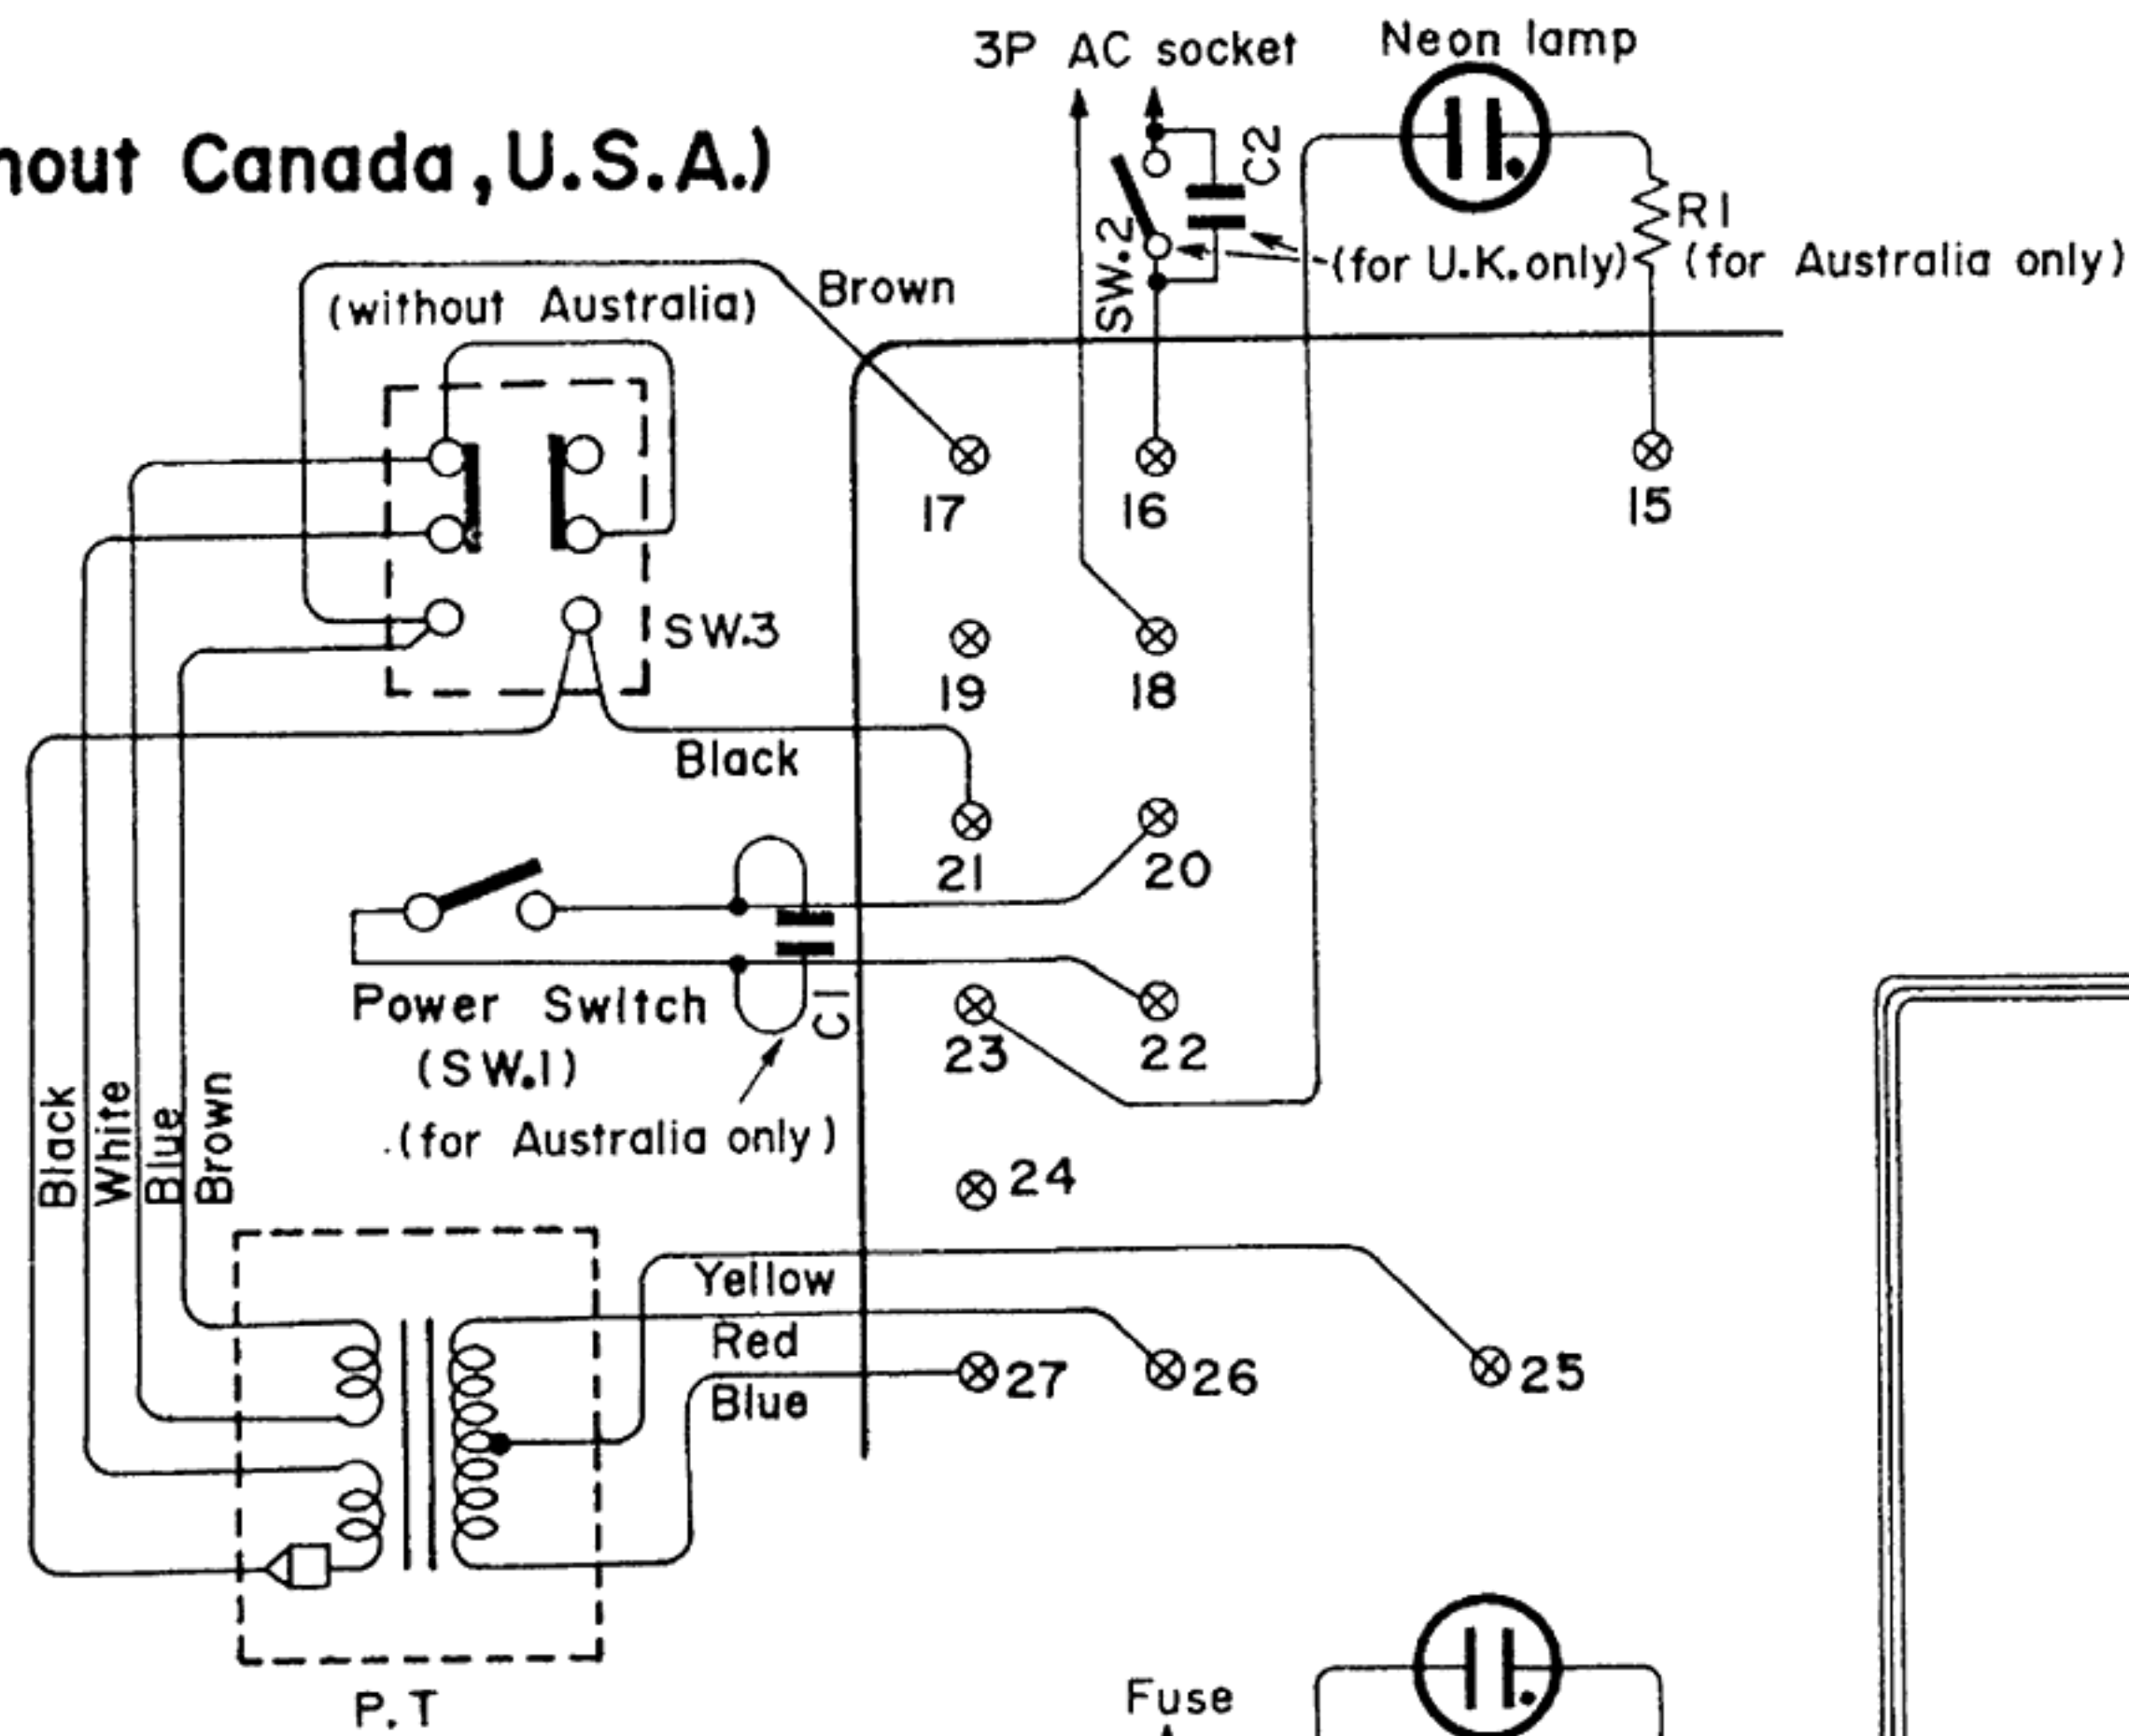 3P AC socket
Neon lamp
Canada, U.S.A.)
C2
R1
SW.2
(for U.K. only)
(for Australia only)
(without Australia)
Brown
17
16
15
SW.3
19
18
Black
21
20
Power Switch
C1
23
22
(SW.1)
(for Australia only)
Black
White
Blue
Brown
24
Yellow
Red
27
26
25
Blue
P.T
Fuse